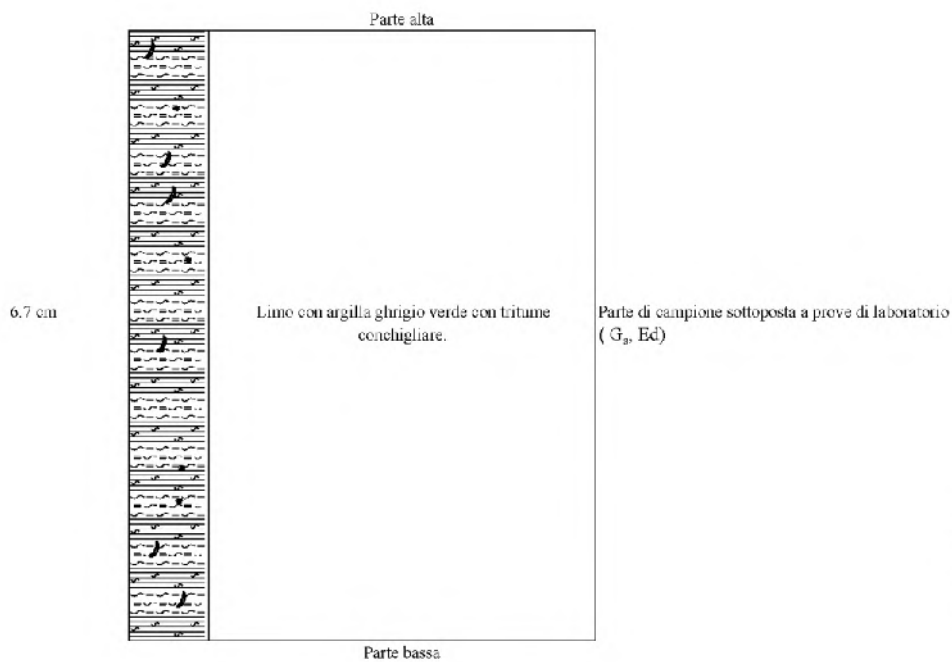 Parte alta
6.7 cm
Limo con argilla ghrigio verde con tritume
conchigliare.
Parte di campione sottoposta a prove di laboratorio
( Gs, Ed)
Parte bassa